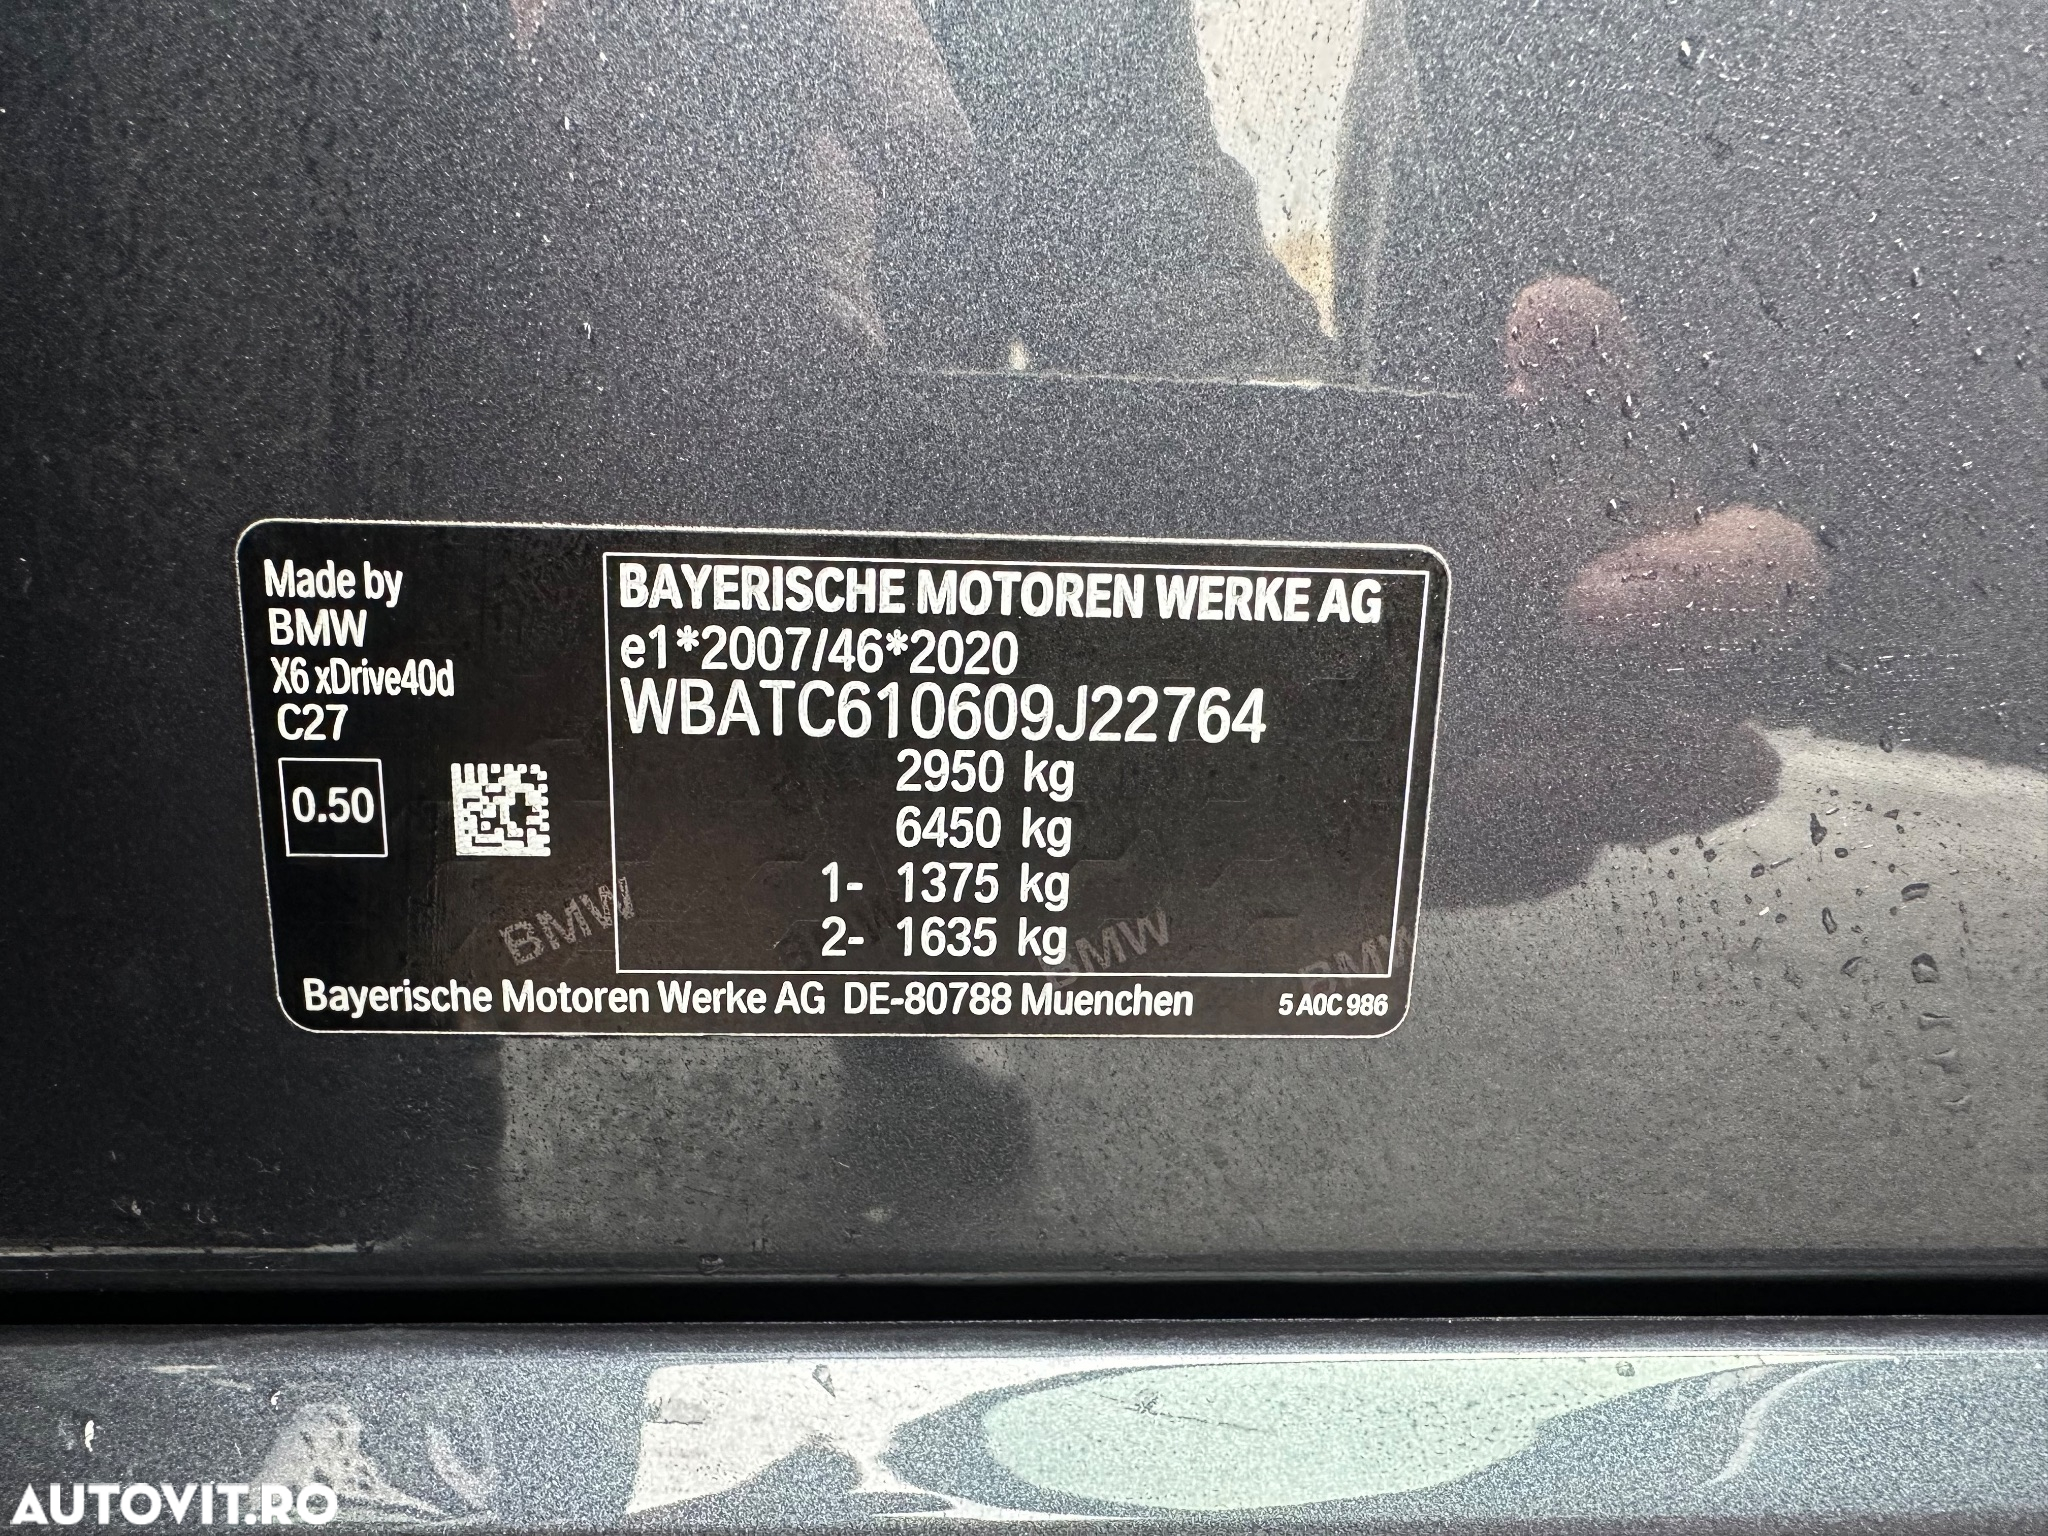 Made by
BMW
X6 xDrive40d
C27
0.50
BAYERISCHE MOTOREN WERKE AG
e1*2007/46*2020
WBATC610609J22764
2950 kg
6450 kg
1- 1375 kg
2- 1635 kg
BMW
BMW
BMW
Bayerische Motoren Werke AG DE-80788 Muenchen
5 A0C 986
AUTOVIT.RO